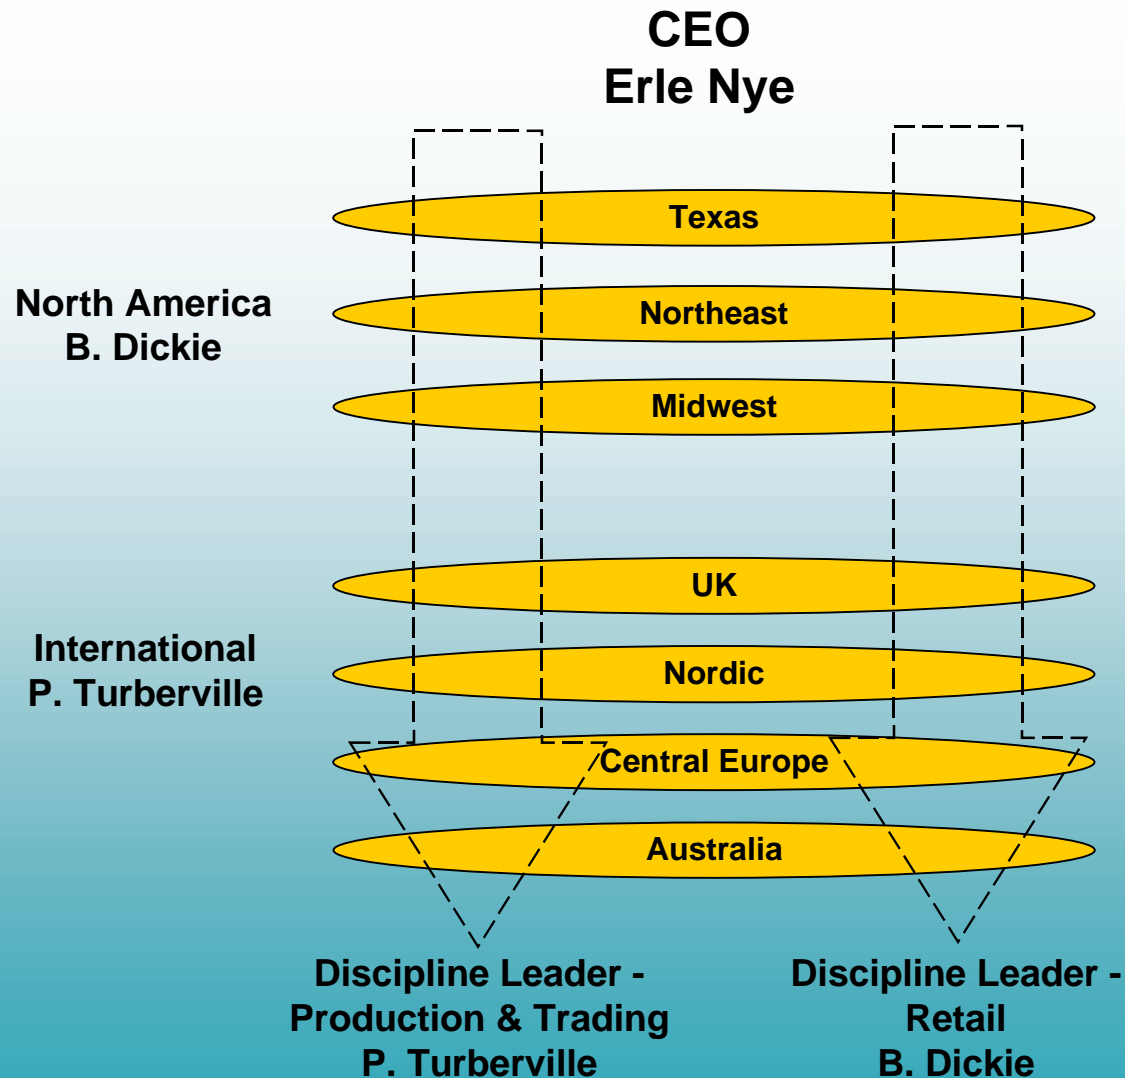 CEO
Erle Nye
Texas
North America
B. Dickie
Northeast
Midwest
UK
International
P. Turberville
Nordic
Central Europe
Australia
Discipline Leader -
Production & Trading
P. Turberville
Discipline Leader -
Retail
B. Dickie